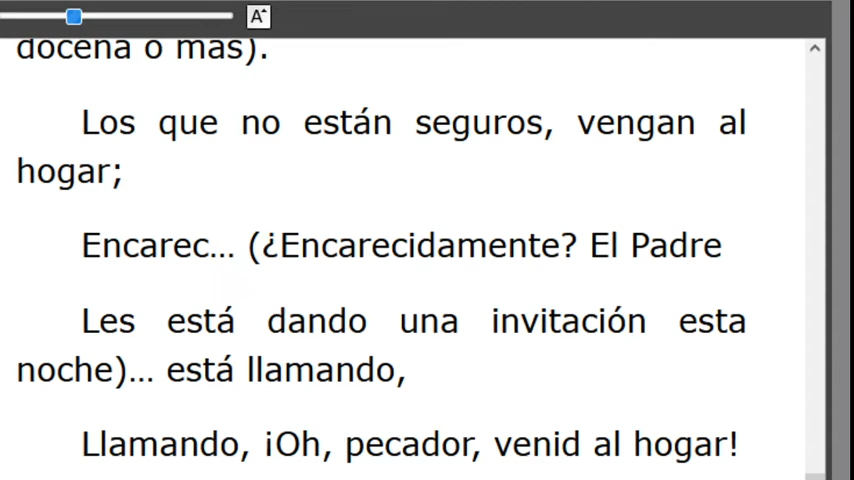 A
docena o más).
Los que no están seguros, vengan al
hogar;
Encarec... (¿Encarecidamente? El Padre
Les está dando una invitación esta
noche)... está llamando,
Llamando, ¡Oh, pecador, venid al hogar!